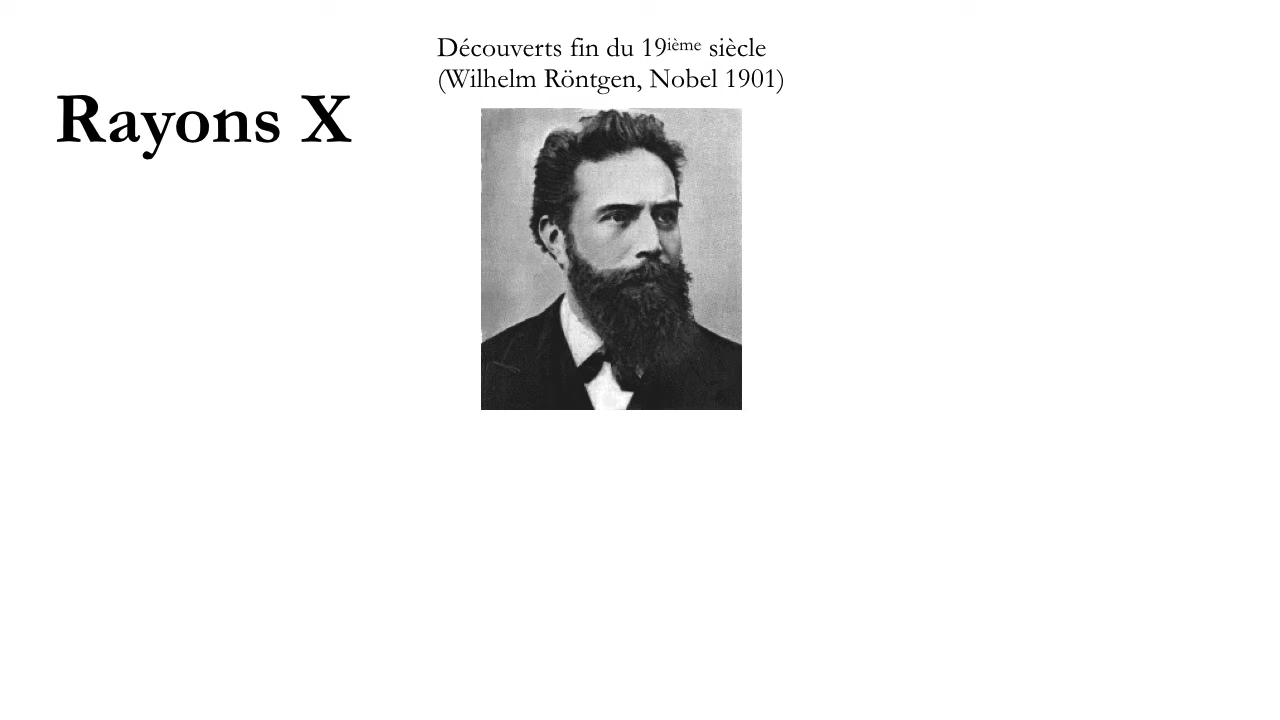 Découverts fin du 19ième siècle
(Wilhelm Röntgen, Nobel 1901)
Rayons X